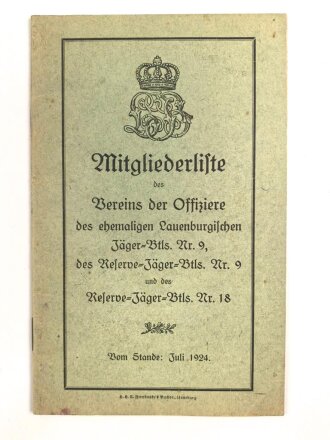 Mitgliederliste
des
Vereins der Offiziere
des ehemaligen Lauenburgischen
Jäger=Btls. Nr. 9,
des Reserve=Jäger=Btls. Nr. 9
und des
Reserve=Jäger=Btls. Nr. 18
Vom Stande: Juli 1924.